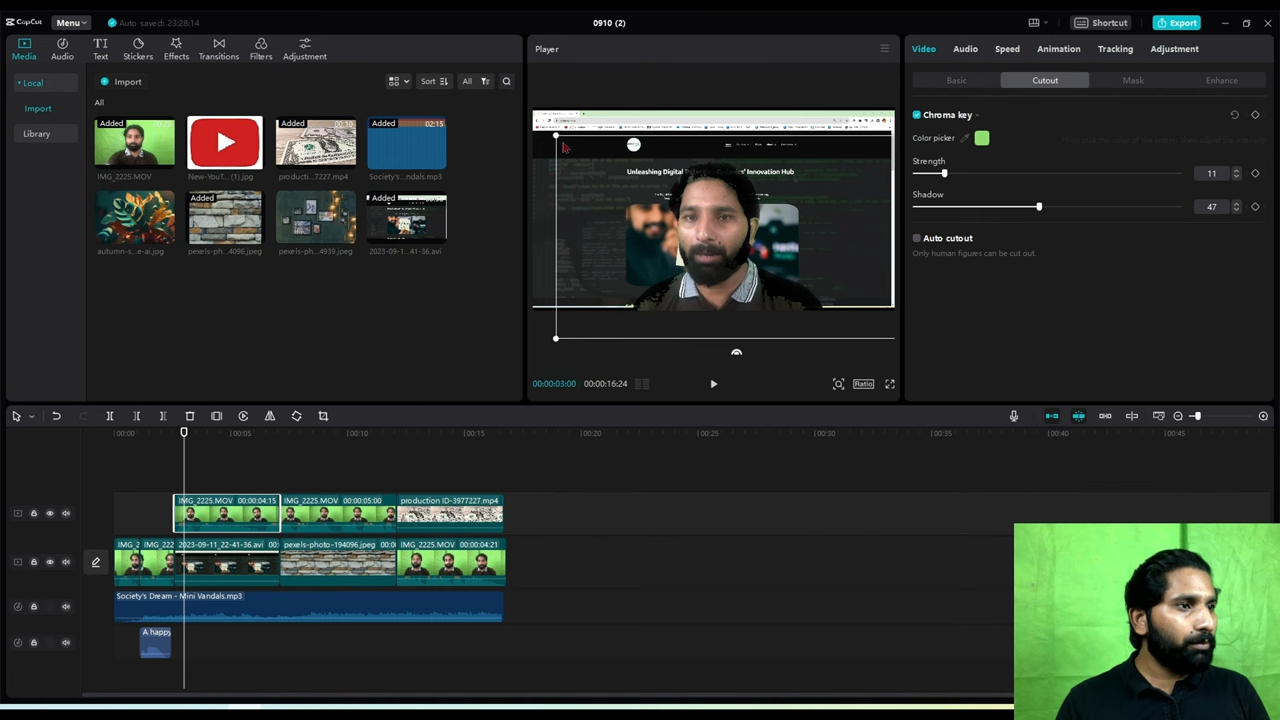 CapCut
Menu
Auto saved: 23:28:14
0910 (2)
Shortcut
Export
Media
Audio
Text
Stickers
Effects
Transitions
Filters
Adjustment
Player
Video
Audio
Speed
Animation
Tracking
Adjustment
Local
Import
Library
Import
Sort
All
All
Added
IMG_2225.MOV
New-YouT... (1).jpg
Added
00:10
producti...7227.mp4
Added
02:15
Society's...ndals.mp3
autumn-s...e-ai.jpg
Added
pexels-ph...4096.jpeg
pexels-ph...4939.jpeg
Added
2023-09-1...41-36.avi
Unleashing Digital
Innovation Hub
00:00:03:00
00:00:16:24
Ratio
Basic
Cutout
Mask
Enhance
Chroma key
Color picker
Strength
11
Shadow
47
Auto cutout
Only human figures can be cut out.
00:00
00:05
00:10
00:15
00:20
00:25
00:30
00:35
00:40
00:45
IMG_2225.MOV 00:00:04:15
IMG_2225.MOV 00:00:05:00
production ID-3977227.mp4
IMG_2
IMG_222
2023-09-11_22-41-36.avi 00:
pexels-photo-194096.jpeg 00:0
IMG_2225.MOV 00:00:04:21
Society's Dream - Mini Vandals.mp3
A happy